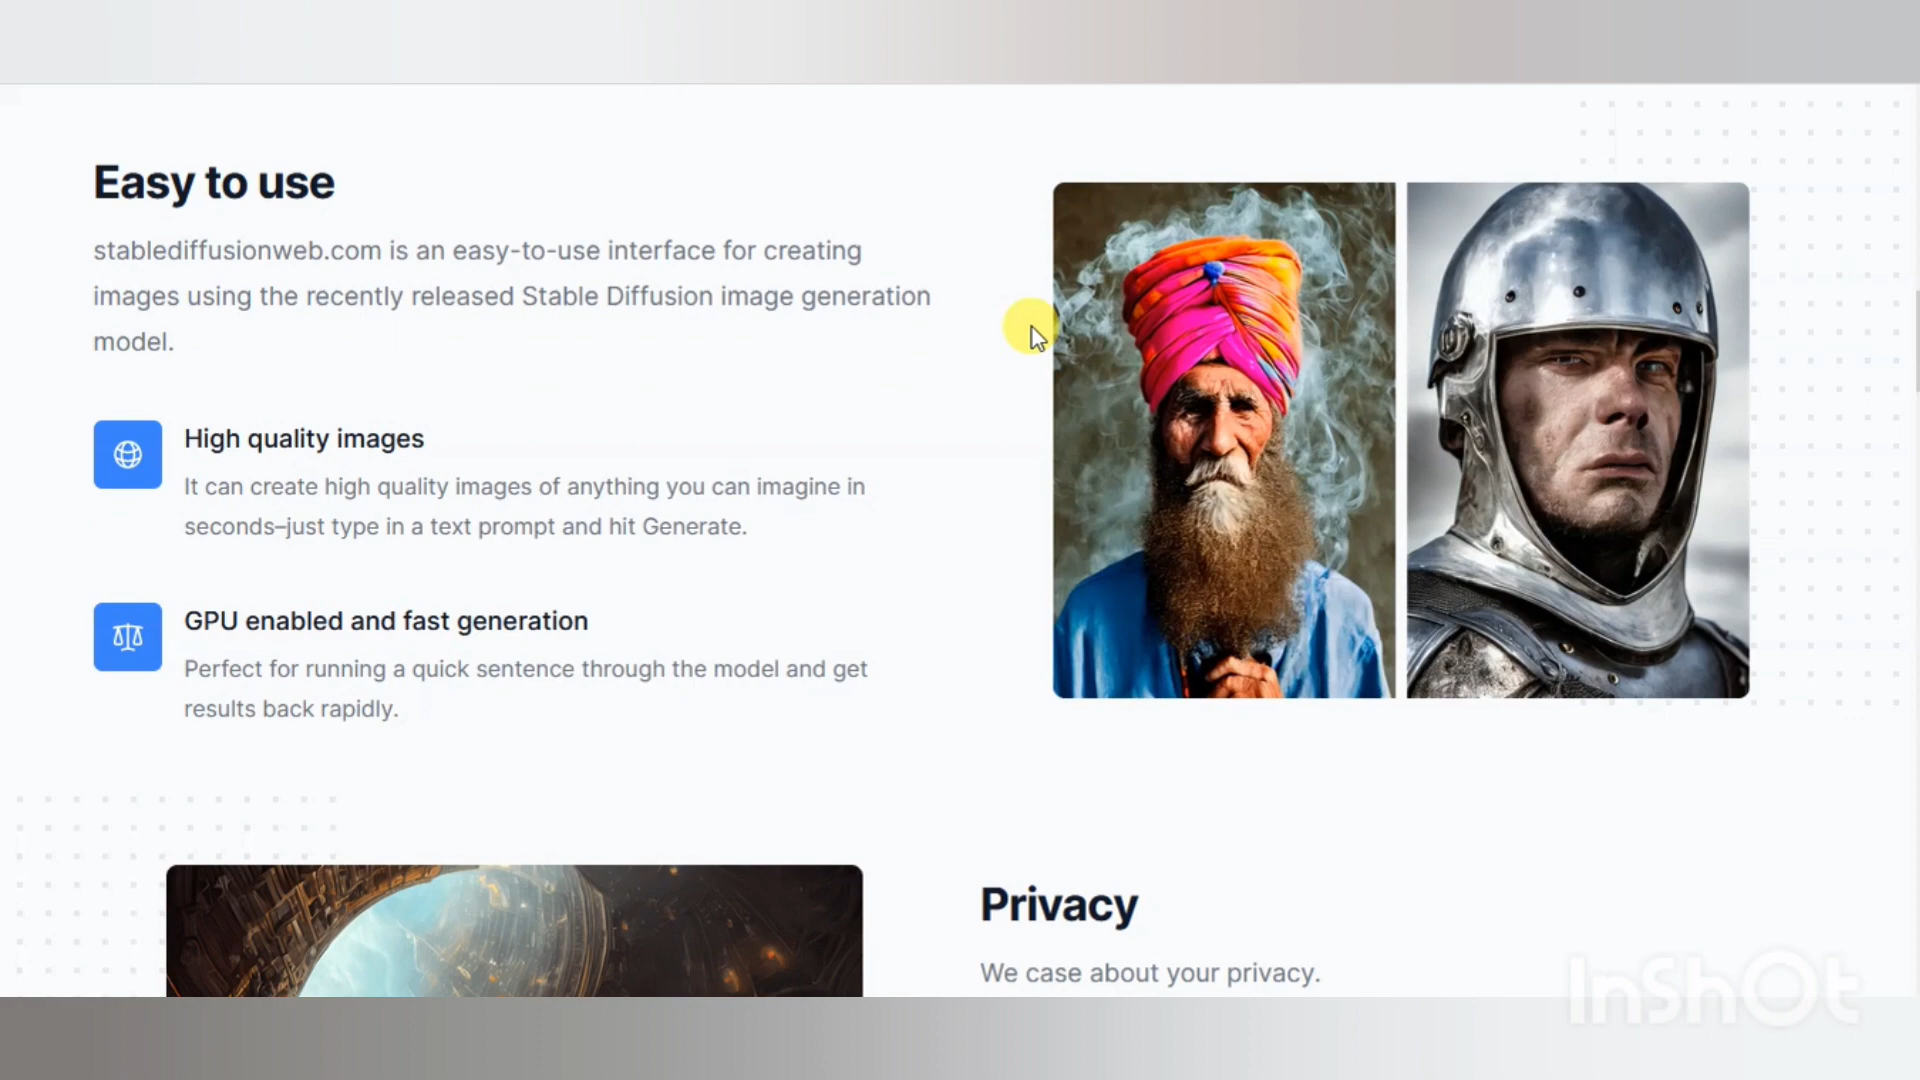 Easy to use
stablediffusionweb.com is an easy-to-use interface for creating
images using the recently released Stable Diffusion image generation
model.
High quality images
It can create high quality images of anything you can imagine in
seconds–just type in a text prompt and hit Generate.
GPU enabled and fast generation
Perfect for running a quick sentence through the model and get
results back rapidly.
Privacy
We case about your privacy.
InShOt